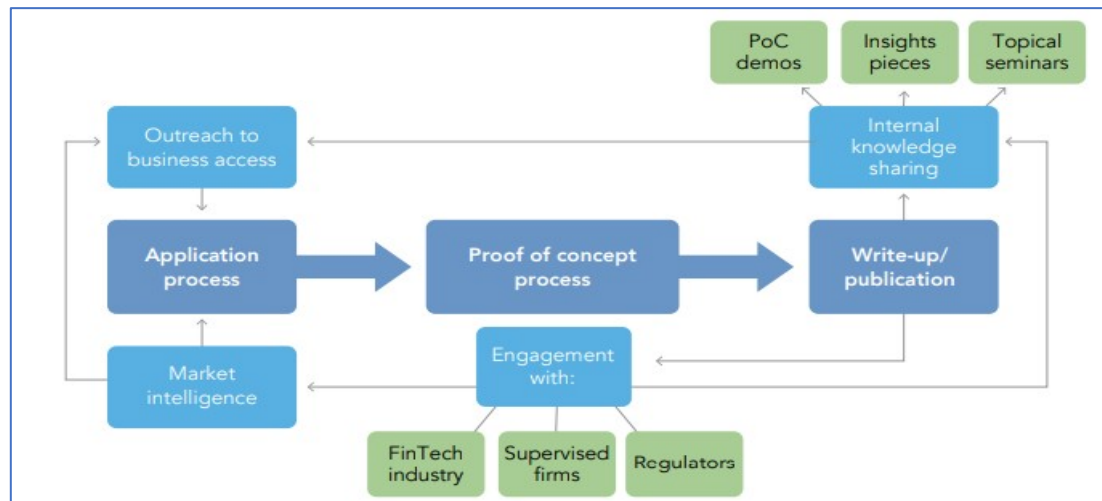 PoC
demos
Insights
pieces
Topical
seminars
Outreach to
business access
Internal
knowledge
sharing
Application
process
Proof of concept
process
Write-up/
publication
Market
intelligence
Engagement
with:
FinTech
industry
Supervised
firms
Regulators